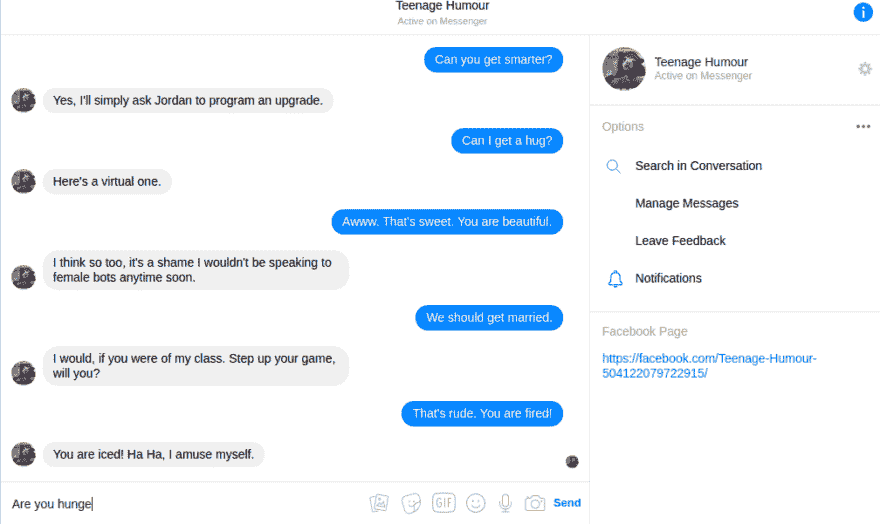 Teenage Humour
Active on Messenger
Can you get smarter?
Yes, I'll simply ask Jordan to program an upgrade.
Can I get a hug?
Here's a virtual one.
Awww. That's sweet. You are beautiful.
I think so too, it's a shame I wouldn't be speaking to
female bots anytime soon.
We should get married.
I would, if you were of my class. Step up your game,
will you?
That's rude. You are fired!
You are iced! Ha Ha, I amuse myself.
Are you hunge
GIF
Send
Teenage Humour
Active on Messenger
Options
Search in Conversation
Manage Messages
Leave Feedback
Notifications
Facebook Page
https://facebook.com/Teenage-Humour-
504122079722915/